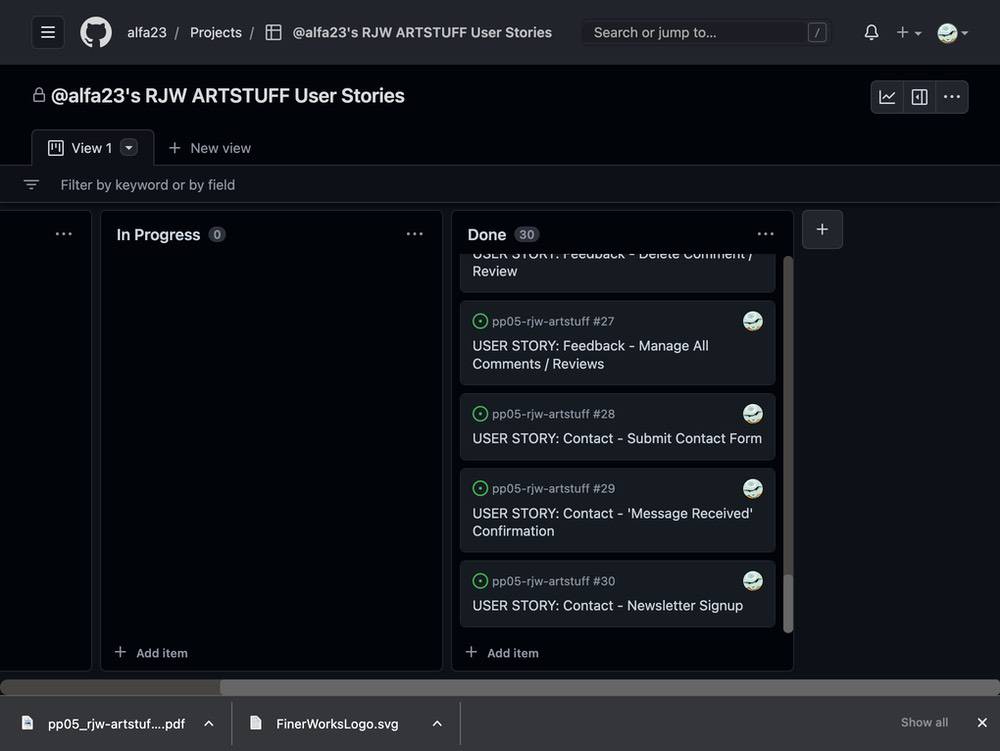 alfa23 / Projects / @alfa23's RJW ARTSTUFF User Stories Search or jump to... /
@alfa23's RJW ARTSTUFF User Stories
View 1 New view
Filter by keyword or by field
In Progress 0
Add item
Done 30
USER STORY: Feedback - Delete Comment /
Review
pp05-rjw-artstuff #27
USER STORY: Feedback - Manage All
Comments / Reviews
pp05-rjw-artstuff #28
USER STORY: Contact - Submit Contact Form
pp05-rjw-artstuff #29
USER STORY: Contact - 'Message Received'
Confirmation
pp05-rjw-artstuff #30
USER STORY: Contact - Newsletter Signup
Add item
pp05_rjw-artstuf....pdf FinerWorksLogo.svg Show all